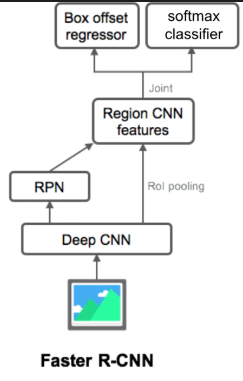 Box offset
regressor
softmax
classifier
Joint
Region CNN
features
RPN
RoI pooling
Deep CNN
Faster R-CNN